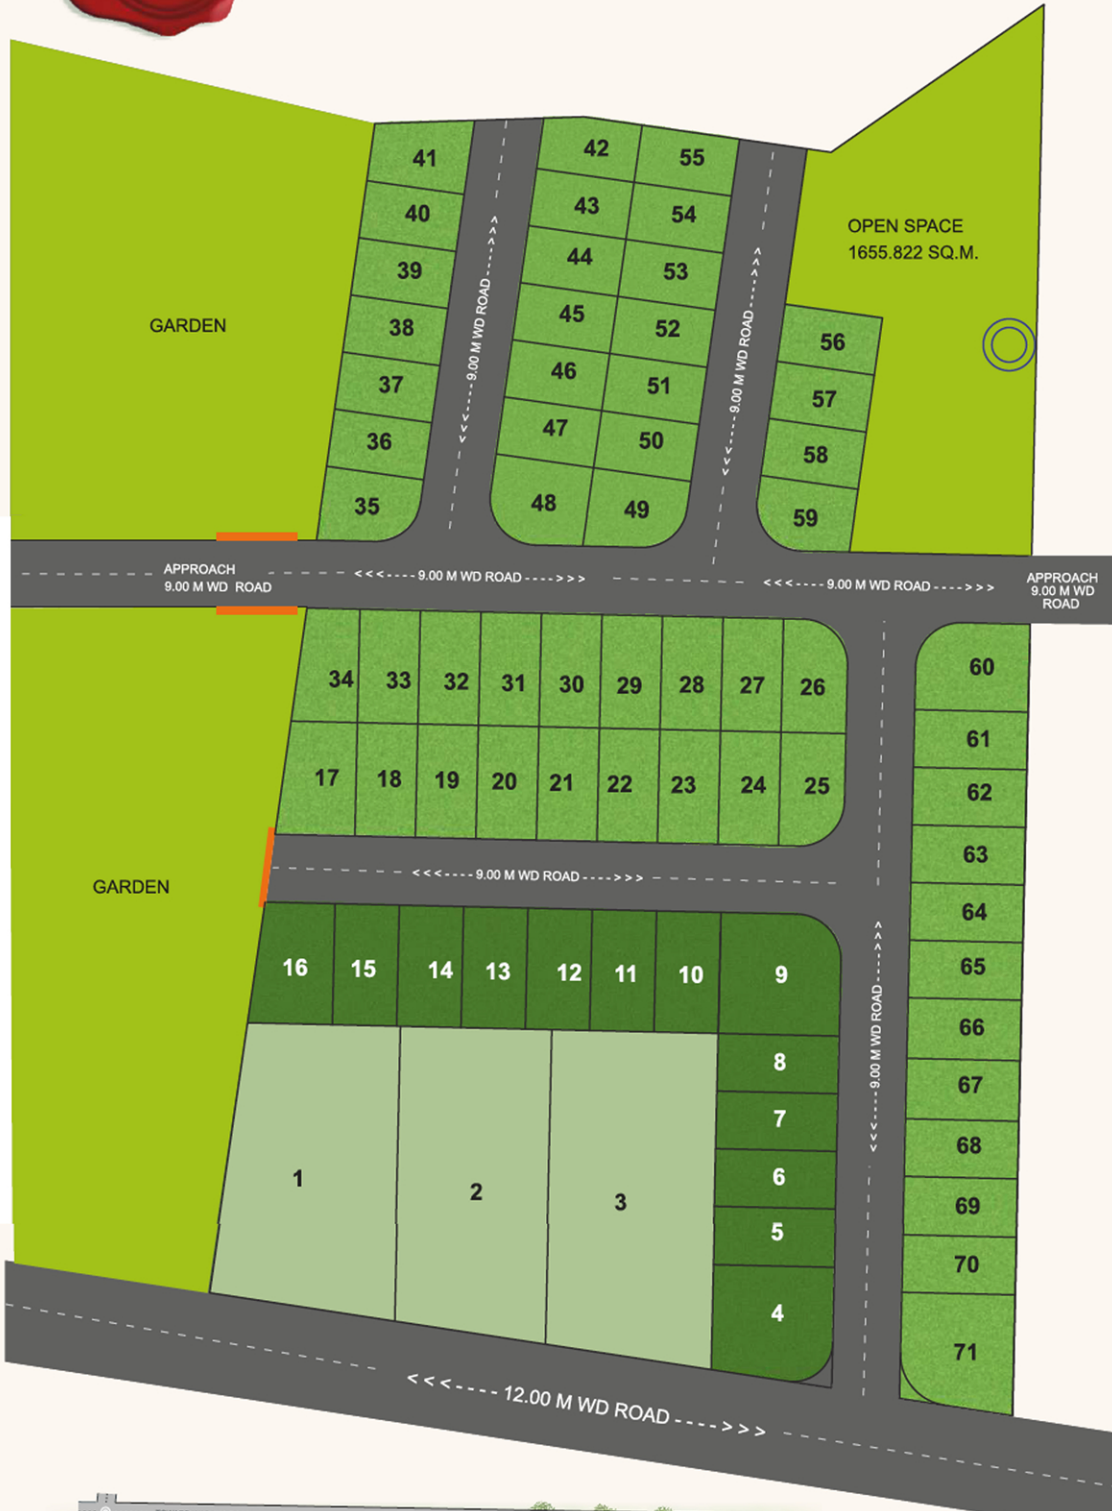 41
42
55
40
43
54
OPEN SPACE
1655.822 SQ.M.
39
44
53
GARDEN
38
45
52
56
<<<-----9.00 M WD ROAD----->>>
<<<-----9.00 M WD ROAD----->>>
37
46
51
57
36
47
50
58
35
48
49
59
APPROACH
9.00 M WD ROAD
<<<----9.00 M WD ROAD---->>>
<<<----9.00 M WD ROAD---->>>
APPROACH
9.00 M WD
ROAD
34 33 32 31 30 29 28 27 26
60
61
17 18 19 20 21 22 23 24 25
62
63
GARDEN
<<<----9.00 M WD ROAD---->>>
64
16 15 14 13 12 11 10 9
65
66
<<<-----9.00 M WD ROAD----->>>
8
67
7
68
1
2
3
6
69
5
70
4
71
<<<----12.00 M WD ROAD---->>>